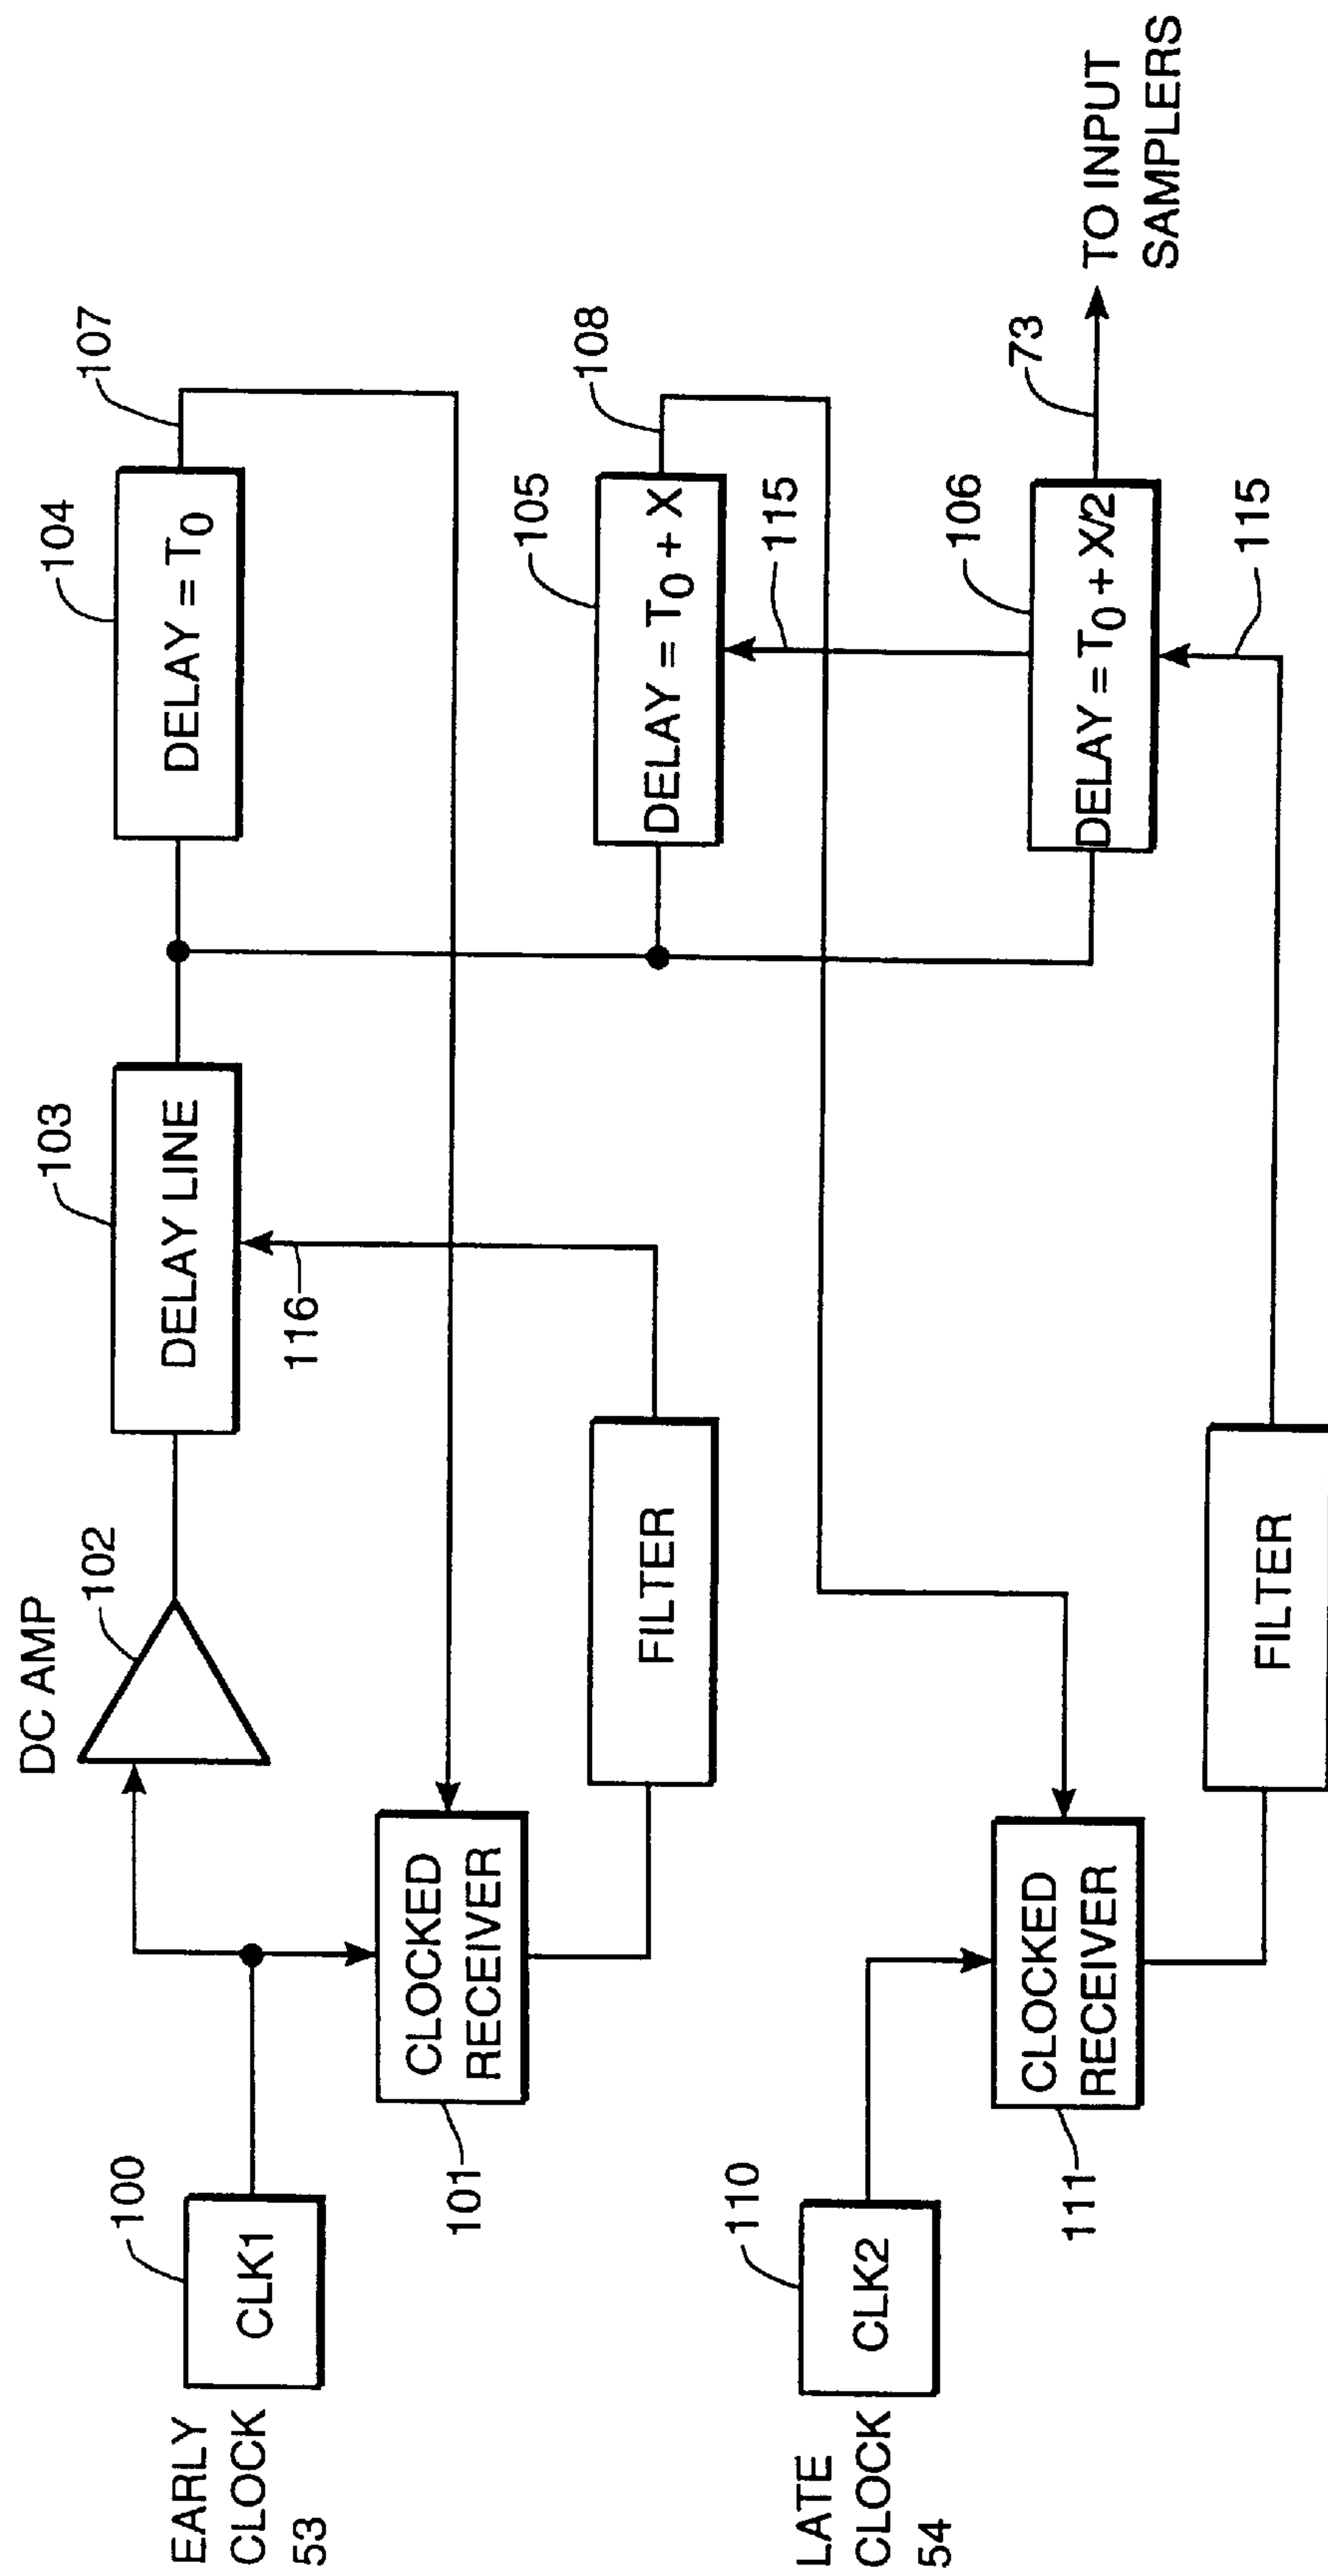 EARLY
CLOCK
53
100
CLK1
DC AMP
102
103
DELAY LINE
104
DELAY = T0
107
CLOCKED
RECEIVER
101
116
FILTER
105
DELAY = T0 + X
108
115
LATE
CLOCK
54
110
CLK2
CLOCKED
RECEIVER
111
FILTER
106
DELAY = T0 + X/2
73
115
TO INPUT
SAMPLERS